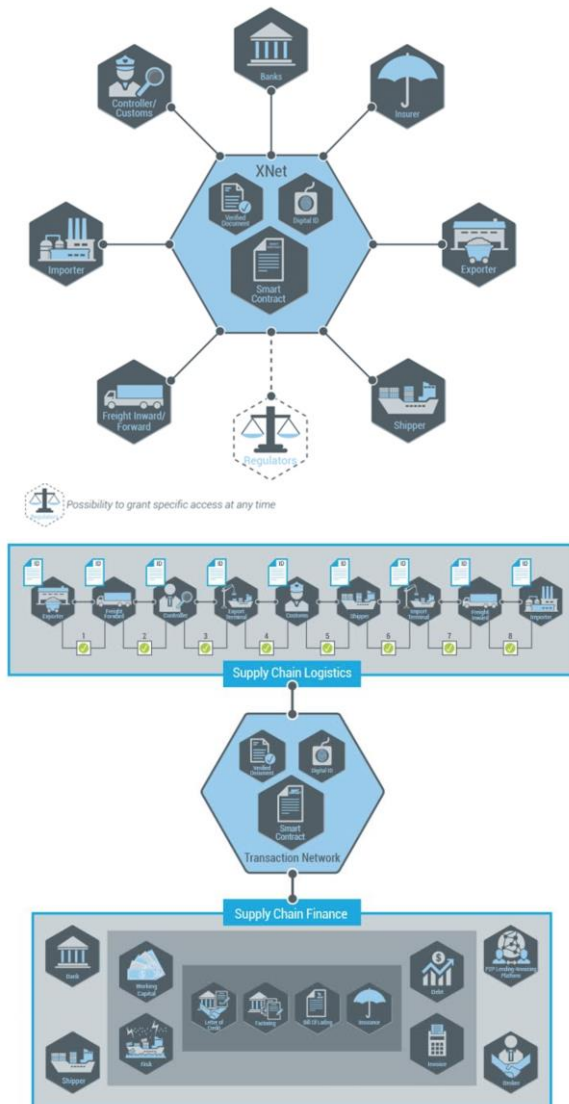 Banks
Controller/
Customs
Insurer
XNet
Verified
Document
Digital ID
Smart
Contract
Importer
Exporter
Freight Inward/
Forward
Shipper
Regulators
Possibility to grant specific access at any time
Exporter
Freight
Forward
Controller
Export
Terminal
Customs
Shipper
Import
Terminal
Freight
Inward
Importer
1
2
3
4
5
6
7
8
Supply Chain Logistics
Verified
Document
Digital ID
Smart
Contract
Transaction Network
Supply Chain Finance
Bank
Working
Capital
Debt
P2P Lending/Investing
Platform
Letter of
Credit
Factoring
Bill Of Lading
Insurance
Shipper
Risk
Invoice
Broker